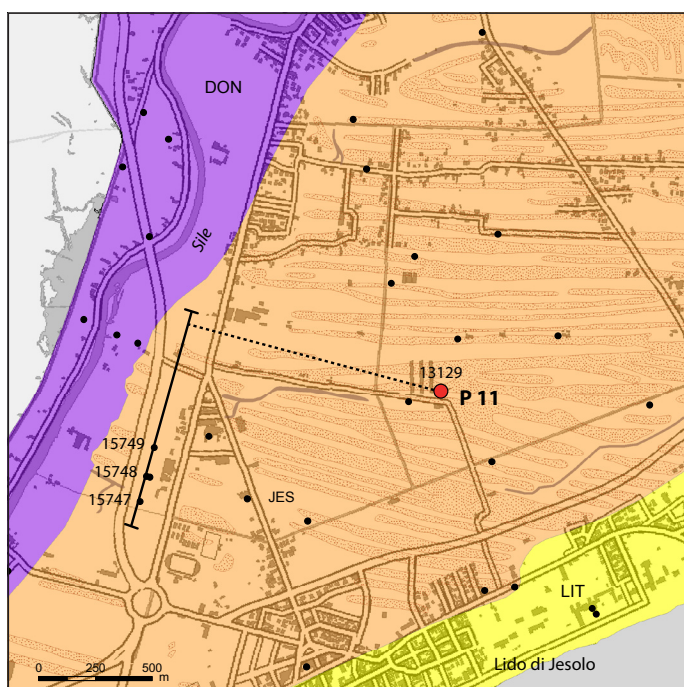 DON
Sile
13129
P 11
15749
15748
15747
JES
LIT
Lido di Jesolo
0 250 500
m